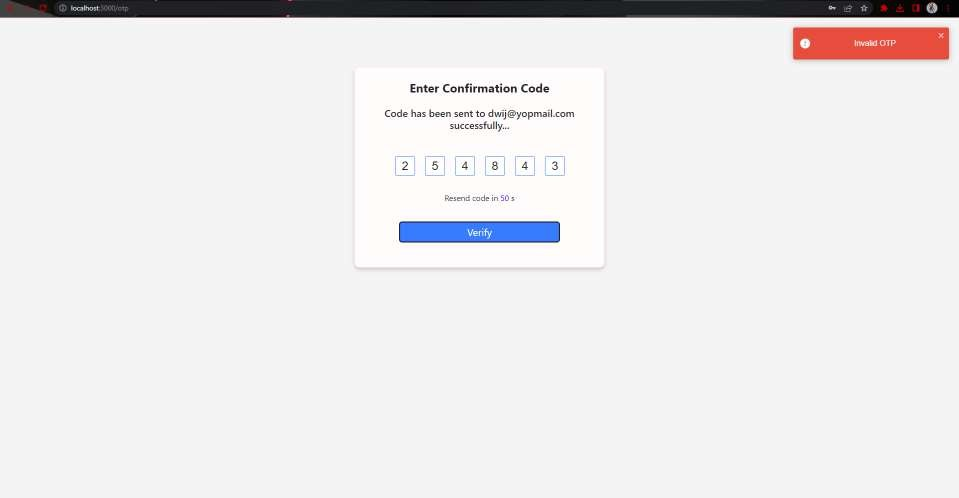 localhost:3000/otp
Invalid OTP
Enter Confirmation Code
Code has been sent to dwij@yopmail.com
successfully...
2 5 4 8 4 3
Resend code in 50 s
Verify